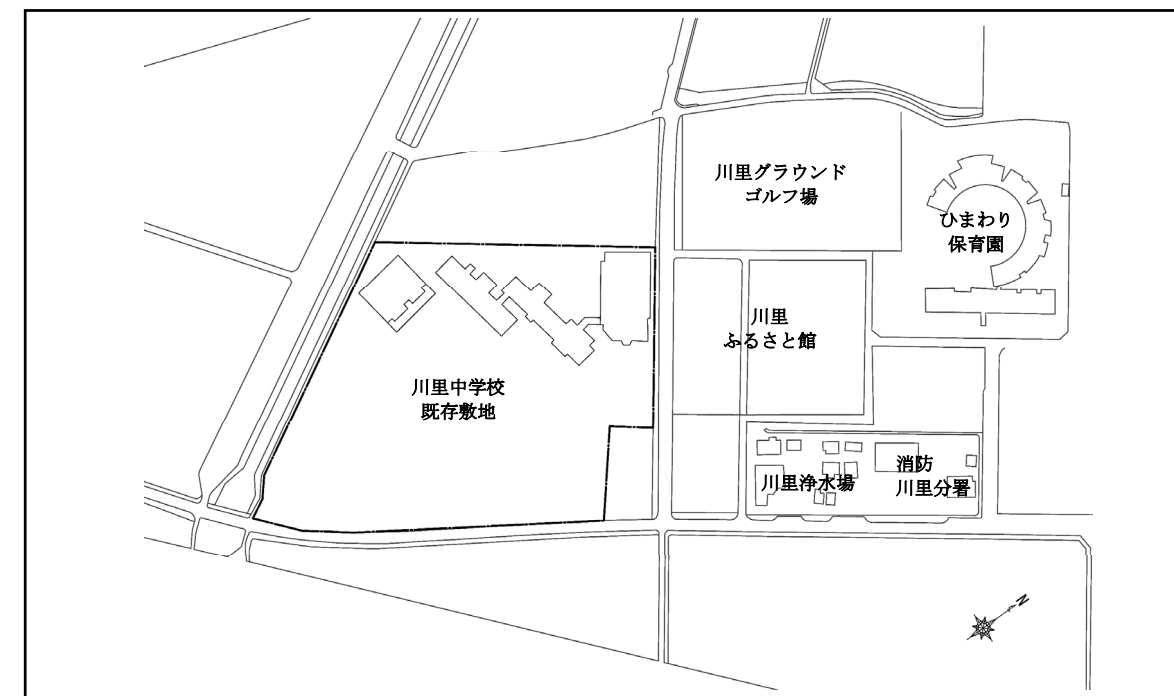 川里グラウンド
ゴルフ場
ひまわり
保育園
川里
ふるさと館
川里中学校
既存敷地
川里浄水場
消防
川里分署
N